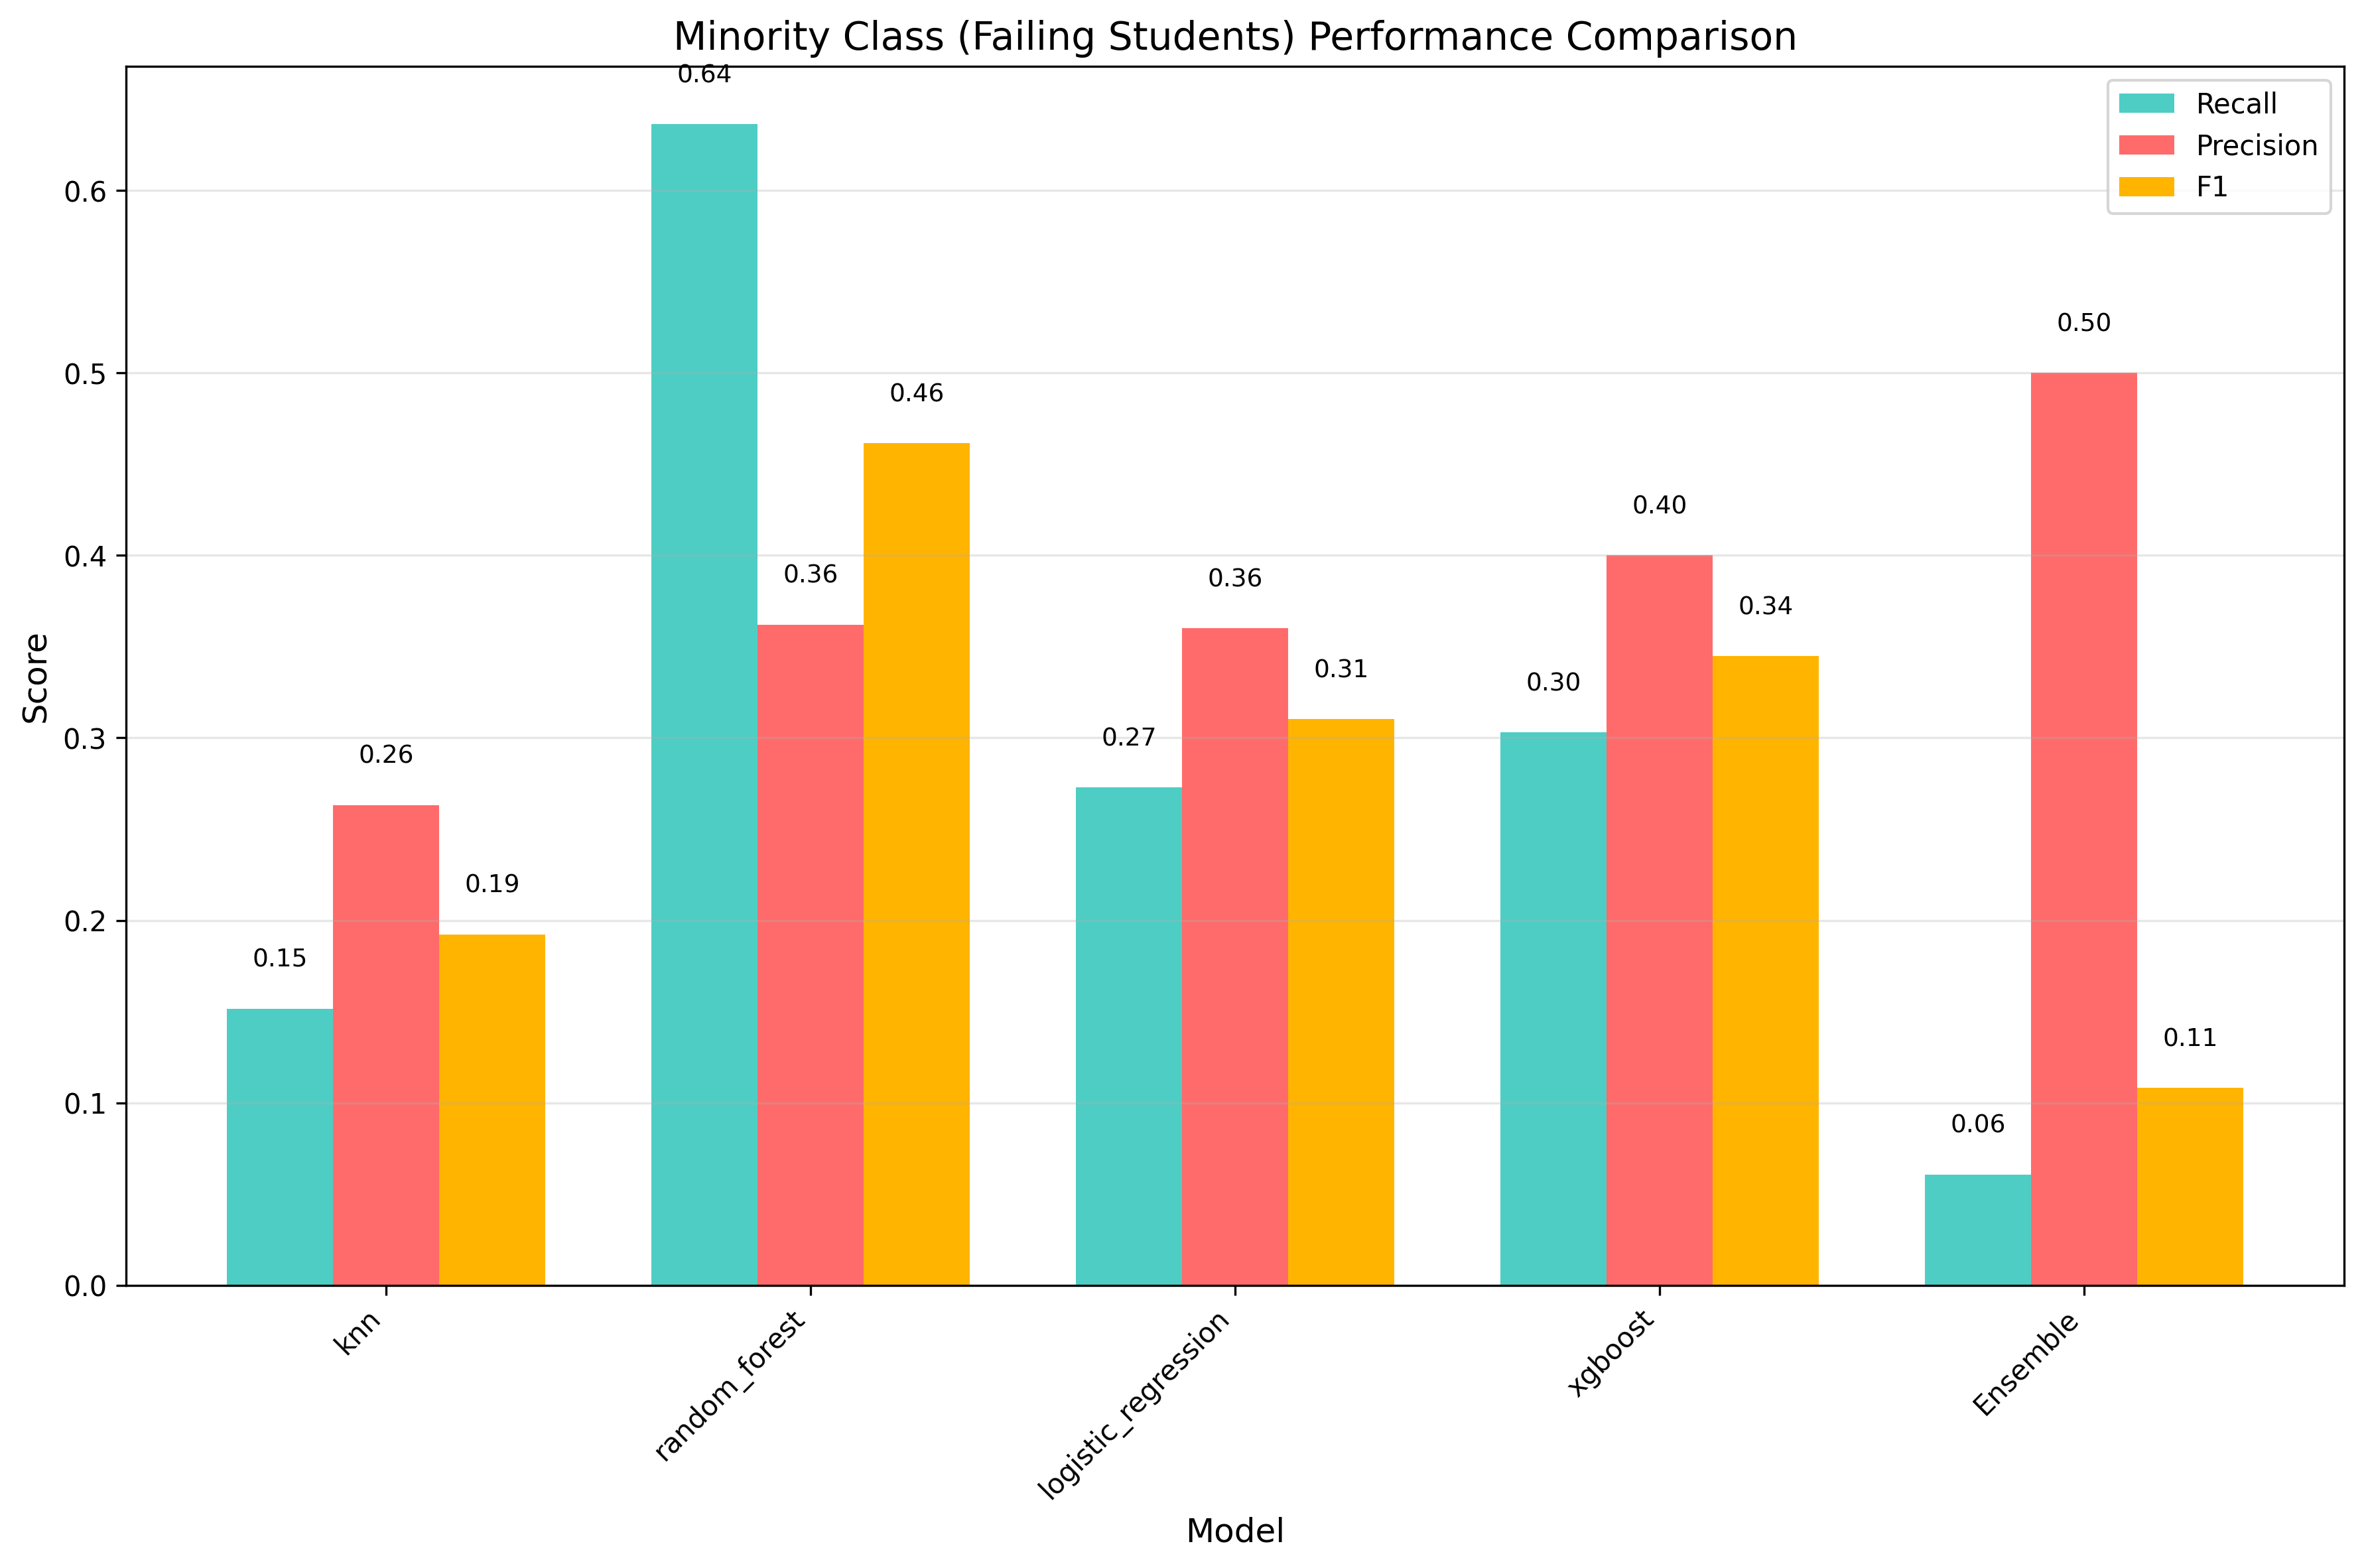 Minority Class (Failing Students) Performance Comparison
Recall
Precision
F1
Score
0.6
0.5
0.4
0.3
0.2
0.1
0.0
0.15
0.26
0.19
0.64
0.36
0.46
0.27
0.36
0.31
0.30
0.40
0.34
0.06
0.50
0.11
knn
random_forest
logistic_regression
xgboost
Ensemble
Model